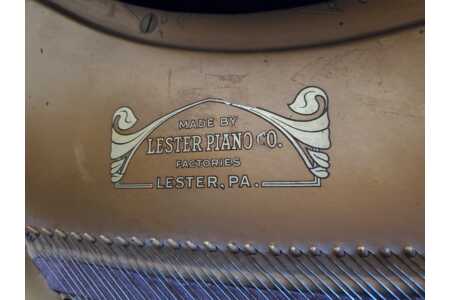 MADE BY
LESTER PIANO CO.
FACTORIES
LESTER, PA.